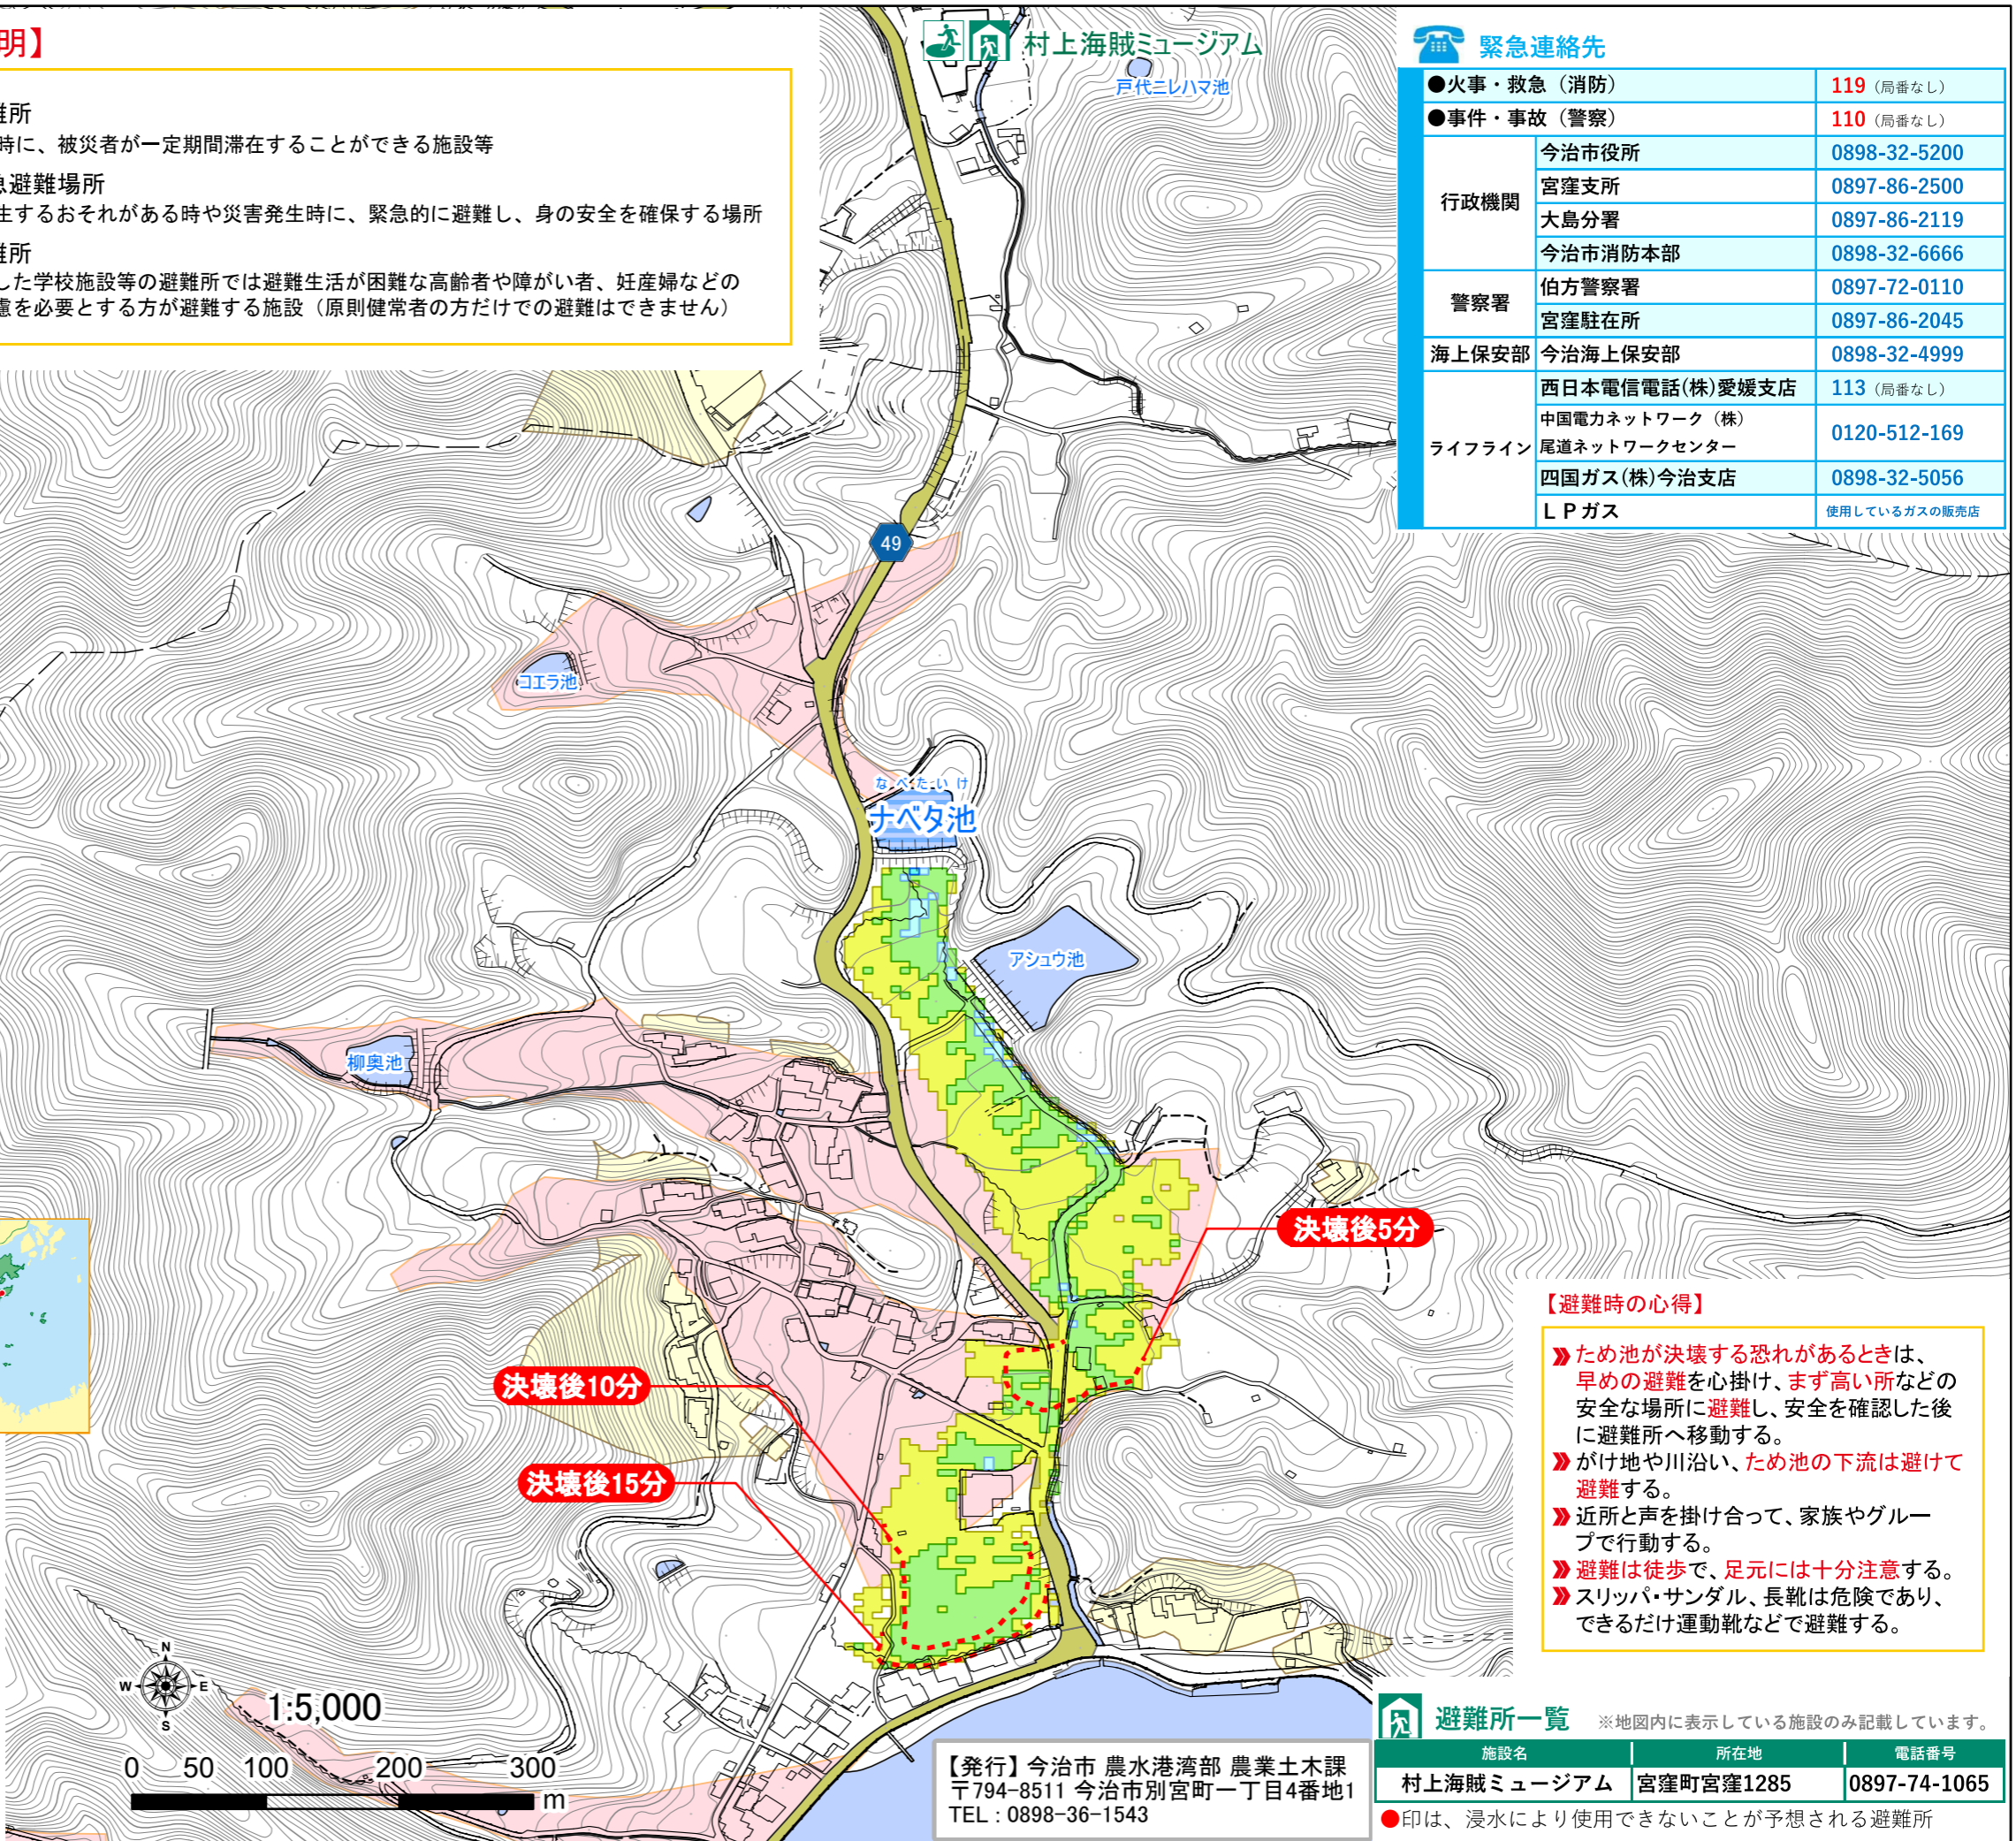 明】
難所
時に、被災者が一定期間滞在することができる施設等
急避難場所
生するおそれがある時や災害発生時に、緊急的に避難し、身の安全を確保する場所
難所
した学校施設等の避難所では避難生活が困難な高齢者や障がい者、妊産婦などの
慮を必要とする方が避難する施設（原則健常者の方だけでの避難はできません）
村上海賊ミュージアム
戸代ニレハマ池
緊急連絡先
●火事・救急（消防） 119（局番なし）
●事件・事故（警察） 110（局番なし）
行政機関
今治市役所 0898-32-5200
宮窪支所 0897-86-2500
大島分署 0897-86-2119
今治市消防本部 0898-32-6666
警察署
伯方警察署 0897-72-0110
宮窪駐在所 0897-86-2045
海上保安部 今治海上保安部 0898-32-4999
ライフライン
西日本電信電話(株)愛媛支店 113（局番なし）
中国電力ネットワーク（株）
尾道ネットワークセンター 0120-512-169
四国ガス(株)今治支店 0898-32-5056
ＬＰガス 使用しているガスの販売店
49
コエラ池
なべたいけ
ナベタ池
アシュウ池
柳奥池
決壊後5分
決壊後10分
決壊後15分
【避難時の心得】
ため池が決壊する恐れがあるときは、
早めの避難を心掛け、まず高い所などの
安全な場所に避難し、安全を確認した後
に避難所へ移動する。
がけ地や川沿い、ため池の下流は避けて
避難する。
近所と声を掛け合って、家族やグルー
プで行動する。
避難は徒歩で、足元には十分注意する。
スリッパ・サンダル、長靴は危険であり、
できるだけ運動靴などで避難する。
N
W E
S
1:5,000
0 50 100 200 300
m
【発行】今治市 農水港湾部 農業土木課
〒794-8511 今治市別宮町一丁目4番地1
TEL：0898-36-1543
避難所一覧 ※地図内に表示している施設のみ記載しています。
施設名 所在地 電話番号
村上海賊ミュージアム 宮窪町宮窪1285 0897-74-1065
●印は、浸水により使用できないことが予想される避難所